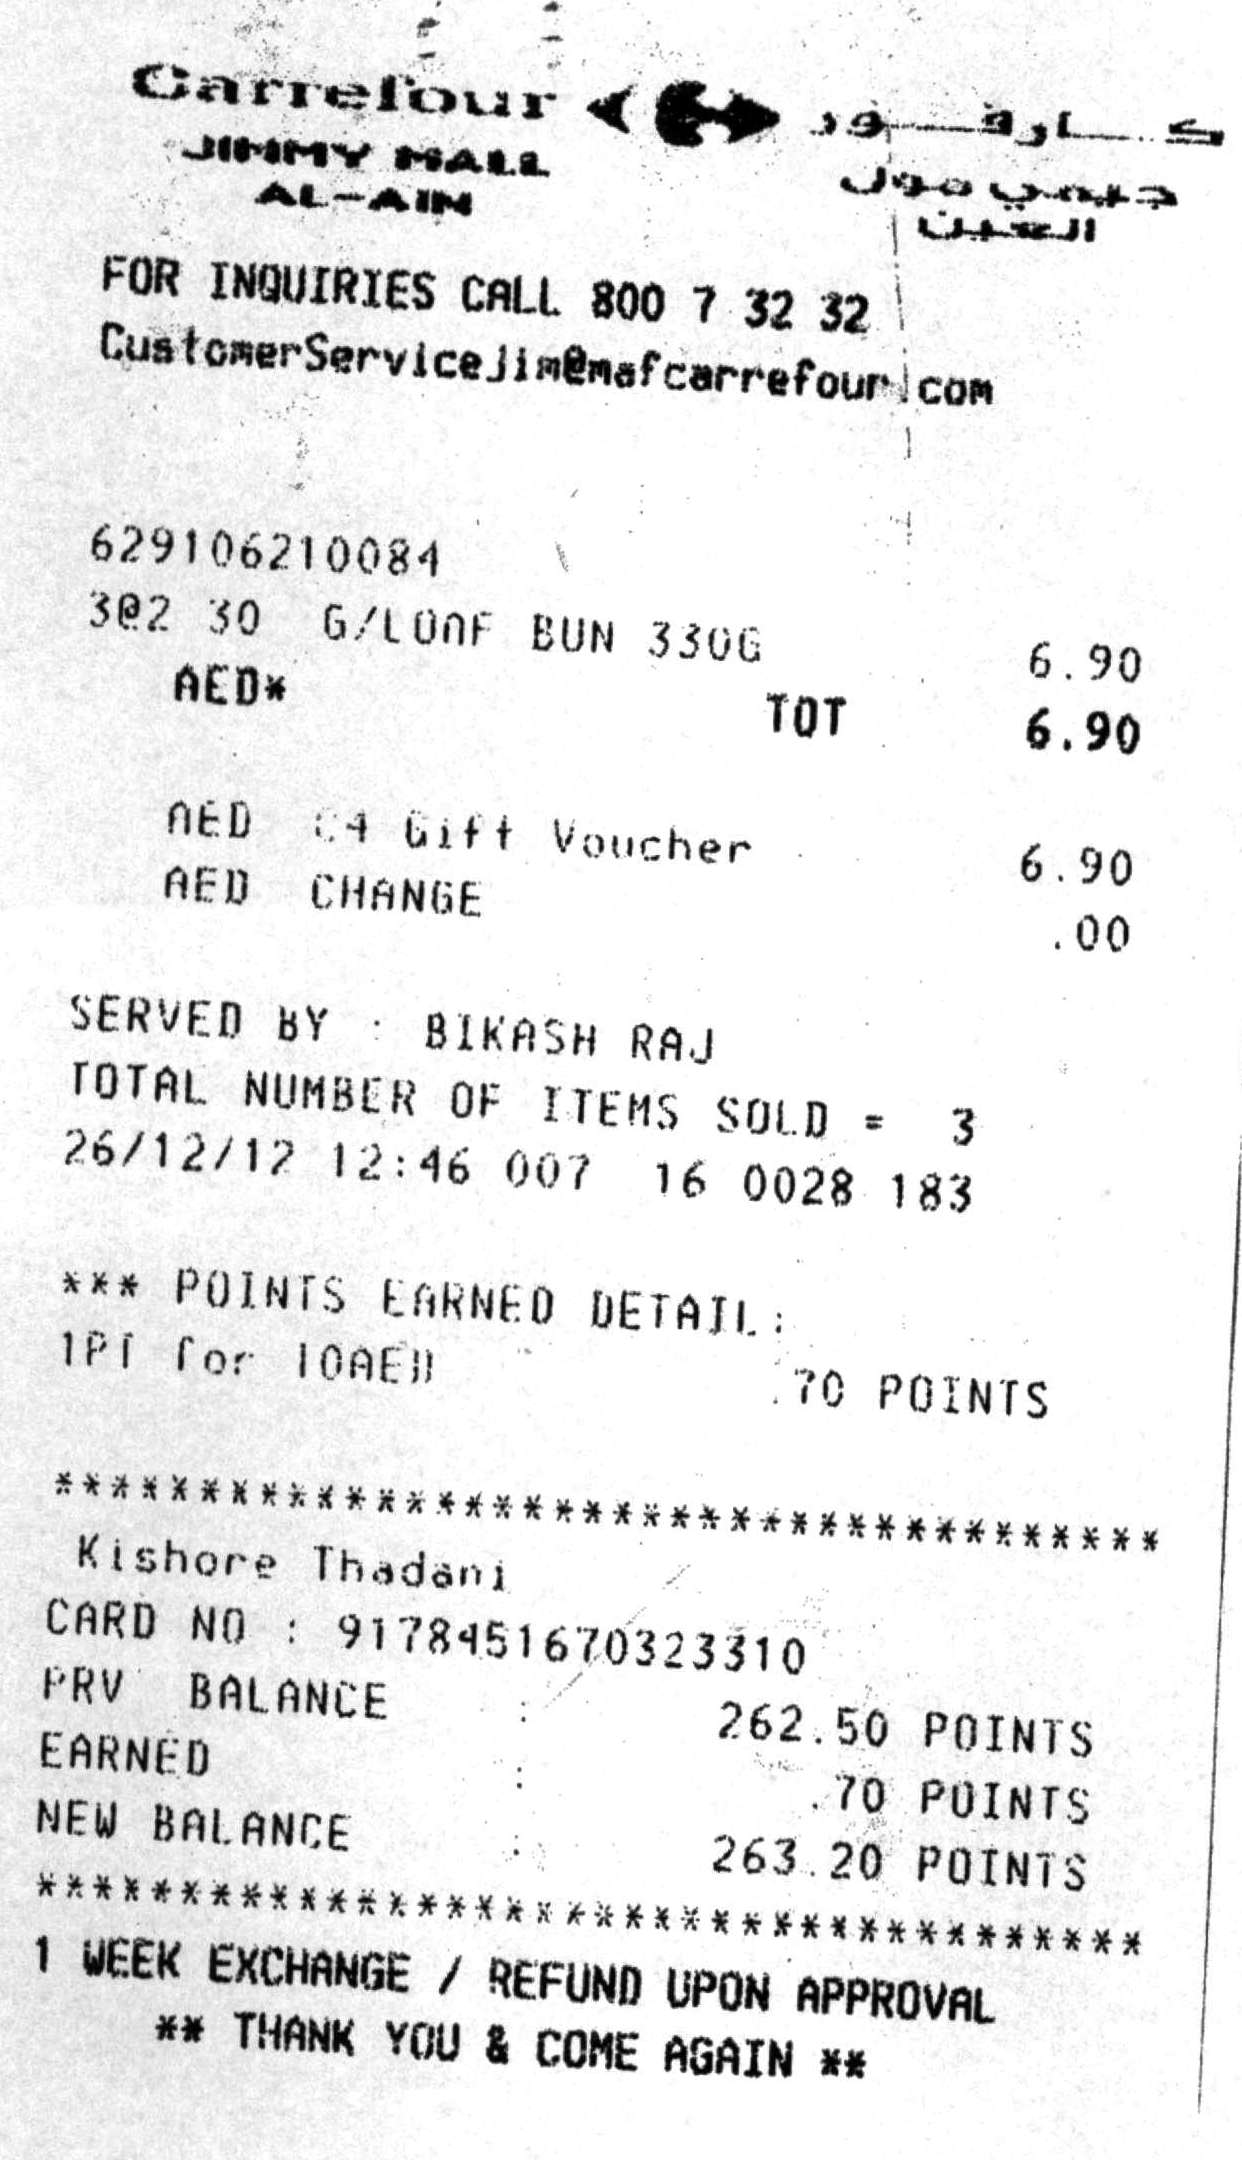 Carrefour كارفور
JIMMY MALL جيمي مول
AL-AIN العين
FOR INQUIRIES CALL 800 7 32 32
CustomerServiceJim@mafcarrefour.com
629106210084
3@2 30 G/LOAF BUN 330G 6.90
AED* TOT 6.90
AED C4 Gift Voucher 6.90
AED CHANGE .00
SERVED BY : BIKASH RAJ
TOTAL NUMBER OF ITEMS SOLD = 3
26/12/12 12:46 007 16 0028 183
*** POINTS EARNED DETAIL:
1PT for 10AED .70 POINTS
**************************************
Kishore Thadani
CARD NO : 9178451670323310
PRV BALANCE : 262.50 POINTS
EARNED : .70 POINTS
NEW BALANCE : 263.20 POINTS
**************************************
1 WEEK EXCHANGE / REFUND UPON APPROVAL
** THANK YOU & COME AGAIN **